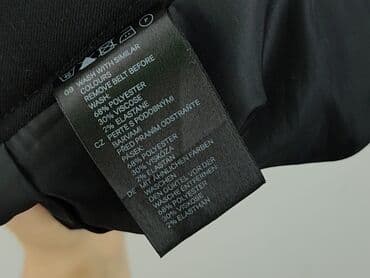 GB WASH WITH SIMILAR
COLOURS
REMOVE BELT BEFORE
WASH:
68% POLYESTER
30% VISCOSE
2% ELASTANE
CZ PERTE S PODOBNÝMI
BARVAMI
PŘED PRANÍM ODSTRAŇTE
PÁSEK
68% POLYESTER
30% VISKÓZA
2% ELASTAN
DE MIT ÄHNLICHEN FARBEN
WASCHEN
DEN GÜRTEL VOR DER
WÄSCHE ENTFERNEN
68% POLYESTER
30% VISKOSE
2% ELASTHAN